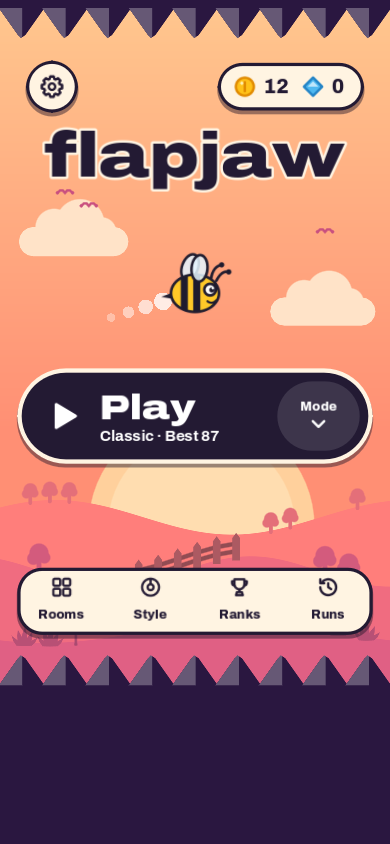 12 0
flapjaw
Play
Classic · Best 87
Mode
Rooms Style Ranks Runs